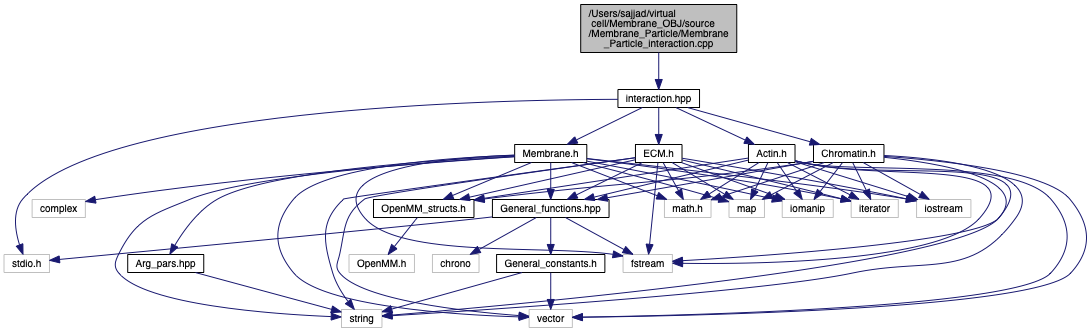 /Users/sajjad/virtual
cell/Membrane_OBJ/source
/Membrane_Particle/Membrane
_Particle_interaction.cpp
interaction.hpp
Membrane.h
ECM.h
Actin.h
Chromatin.h
complex
OpenMM_structs.h
General_functions.hpp
math.h
map
iomanip
iterator
iostream
stdio.h
Arg_pars.hpp
OpenMM.h
chrono
General_constants.h
fstream
string
vector